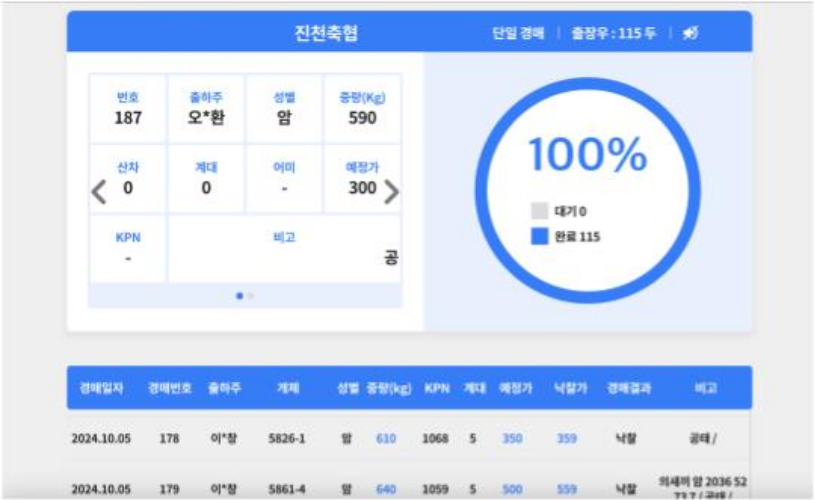 진천축협
단일 경매 | 출장우 : 115 두 |
번호 출하주 성별 중량(Kg)
187 오*환 암 590
산차 계대 어미 예정가
0 0 - 300
KPN 비고
- 공
100%
대기 0
완료 115
경매일자 경매번호 출하주 개체 성별 중량(kg) KPN 계대 예정가 낙찰가 경매결과 비고
2024.10.05 178 이*창 5826-1 암 610 1068 5 350 359 낙찰 공태 /
의세끼 암 2036 52
2024.10.05 179 이*창 5861-4 암 640 1059 5 500 559 낙찰